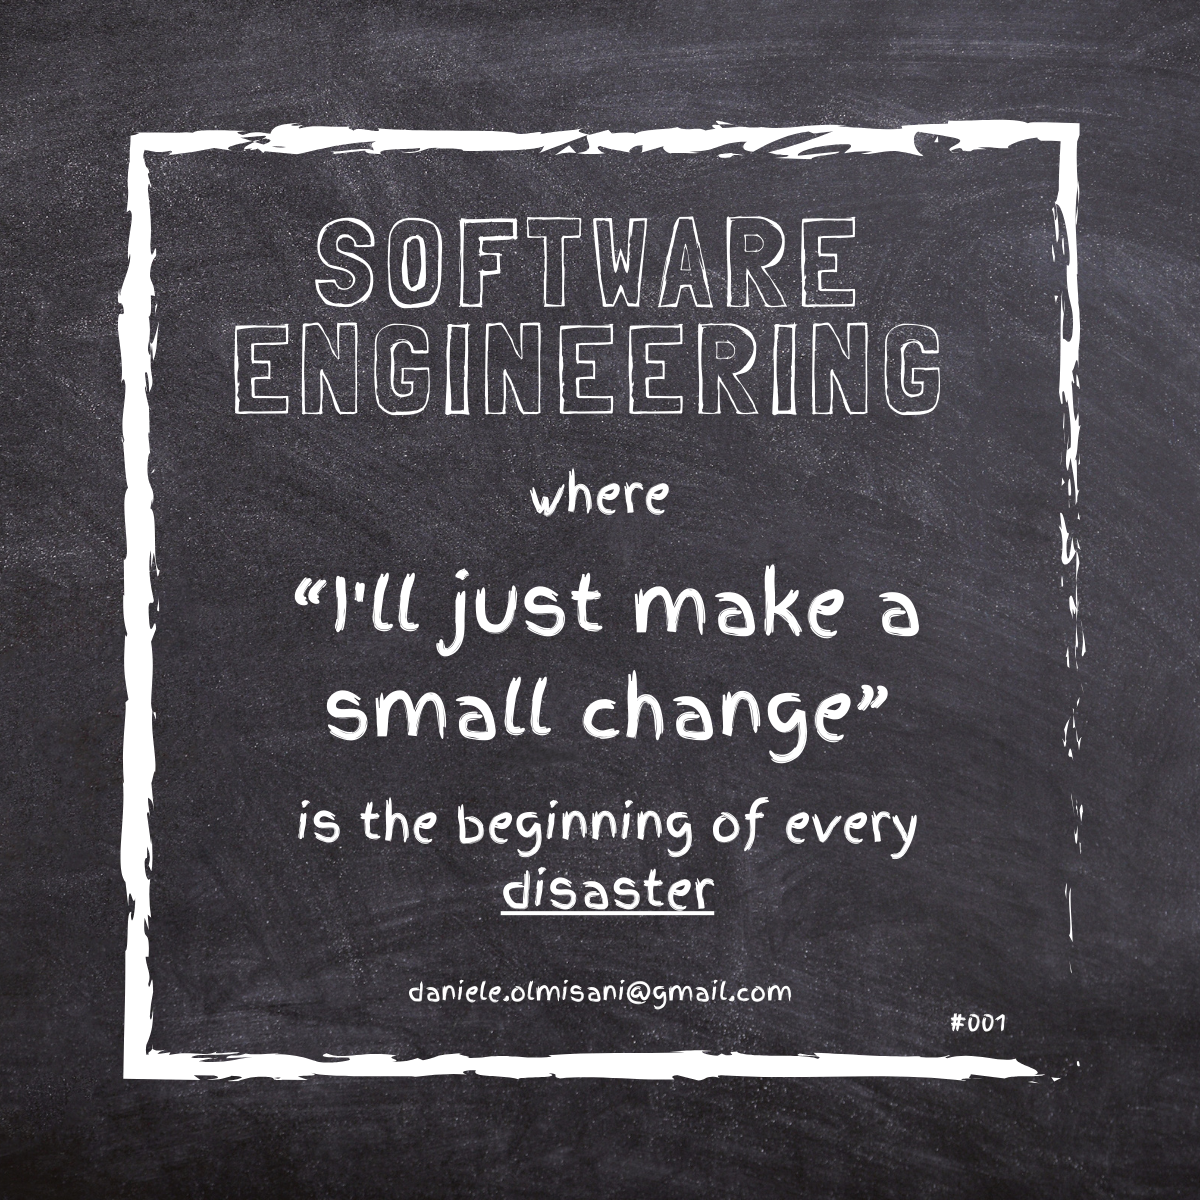 SOFTWARE
ENGINEERING
where
“I'll just make a
small change”
is the beginning of every
disaster
daniele.olmisani@gmail.com
#001